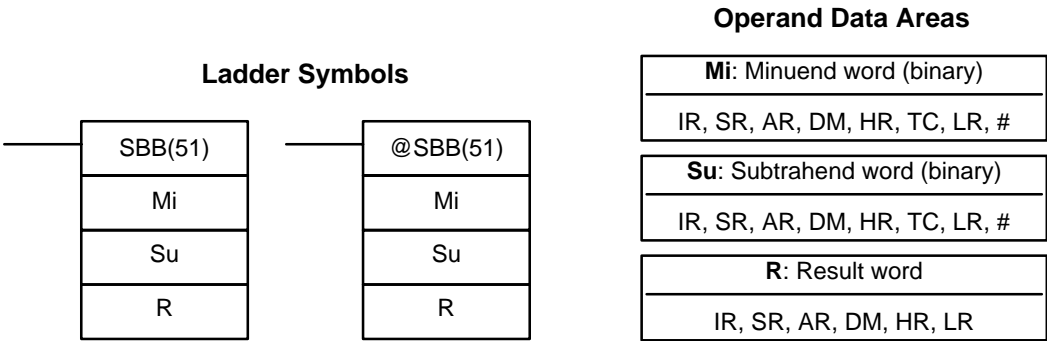 Ladder Symbols
SBB(51)
Mi
Su
R
@SBB(51)
Mi
Su
R
Operand Data Areas
Mi: Minuend word (binary)
IR, SR, AR, DM, HR, TC, LR, #
Su: Subtrahend word (binary)
IR, SR, AR, DM, HR, TC, LR, #
R: Result word
IR, SR, AR, DM, HR, LR